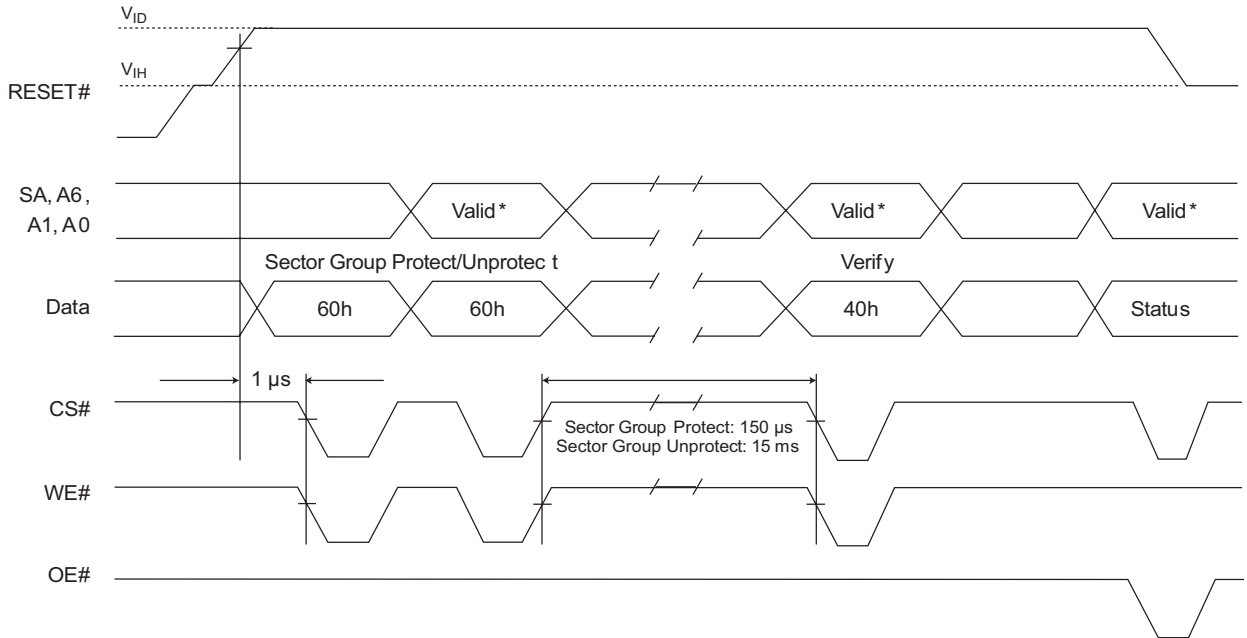 VID
VIH
RESET#
SA, A6,
A1, A0
Valid*
Valid*
Valid*
Sector Group Protect/Unprotec t
Verify
Data
60h
60h
40h
Status
1 µs
CS#
Sector Group Protect: 150 µs
Sector Group Unprotect: 15 ms
WE#
OE#